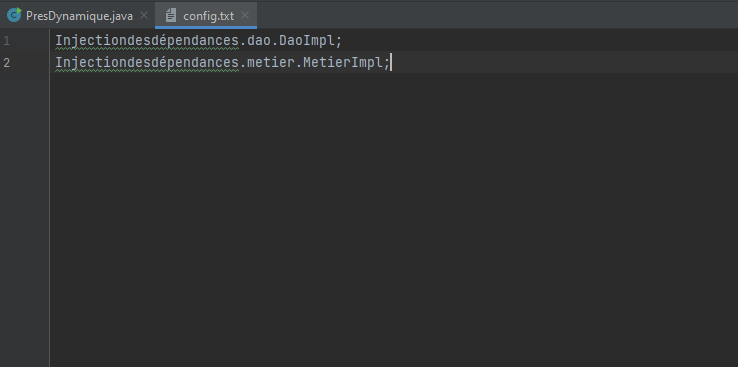 PresDynamique.java config.txt
1 Injectiondesdépendances.dao.DaoImpl;
2 Injectiondesdépendances.metier.MetierImpl;